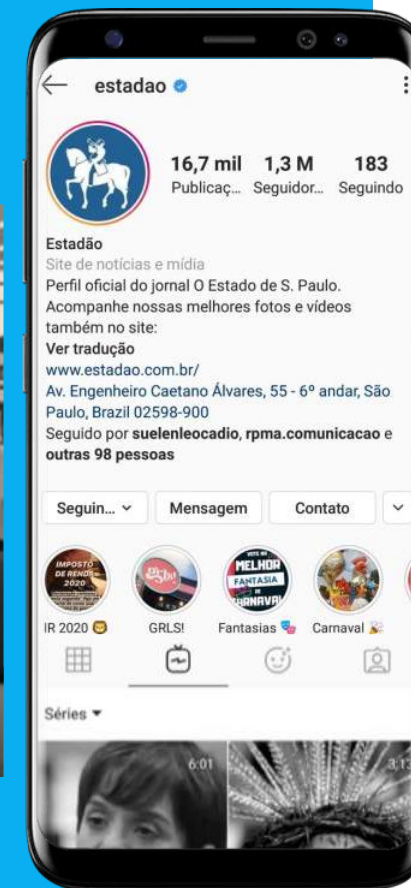 estadao
16,7 mil 1,3 M 183
Publicaç... Seguidor... Seguindo
Estadão
Site de notícias e mídia
Perfil oficial do jornal O Estado de S. Paulo.
Acompanhe nossas melhores fotos e vídeos
também no site:
Ver tradução
www.estadao.com.br/
Av. Engenheiro Caetano Álvares, 55 - 6º andar, São
Paulo, Brazil 02598-900
Seguido por suelenleocadio, rpma.comunicacao e
outras 98 pessoas
Seguin... Mensagem Contato
IMPOSTO
DE RENDA
2020
VOTE NA
MELHOR
FANTASIA
DE
CARNAVAL
IR 2020 🦁 GRLS! Fantasias 🎭 Carnaval 🎉
Séries
6:01 3:13